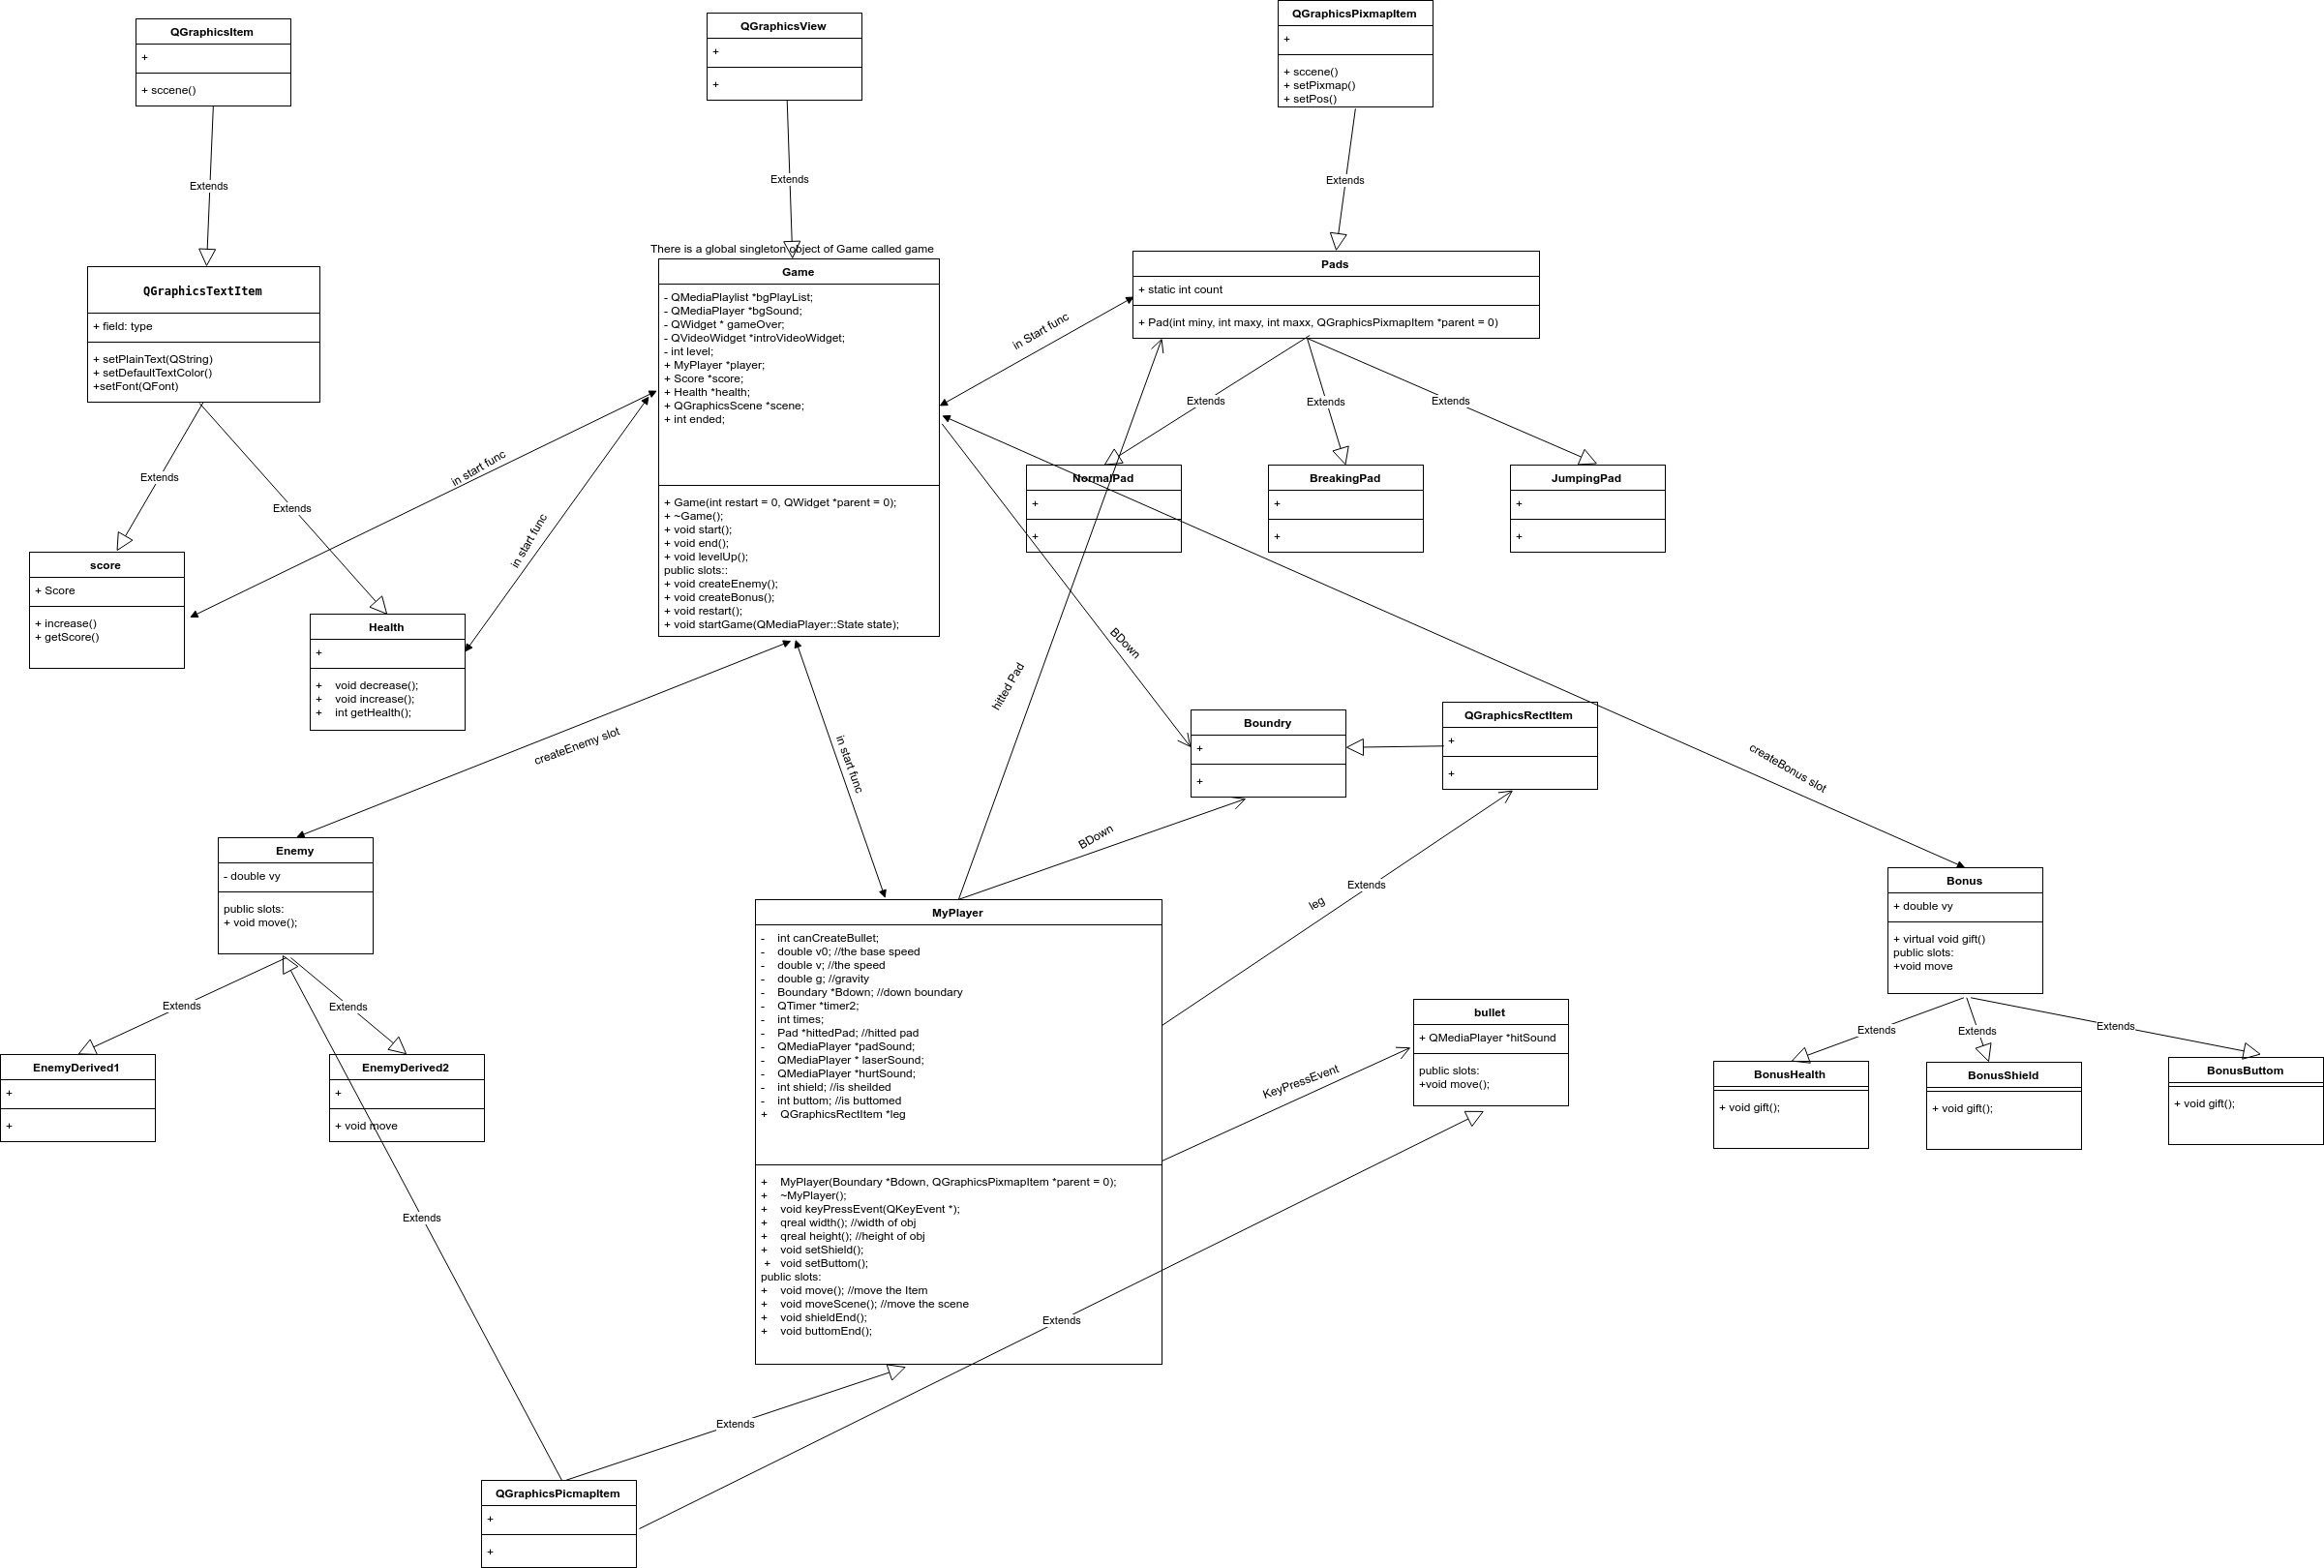 QGraphicsItem
+
+ sccene()
QGraphicsView
+
+
QGraphicsPixmapItem
+
+ sccene()
+ setPixmap()
+ setPos()
Extends
Extends
Extends
There is a global singleton object of Game called game
QGraphicsTextItem
+ field: type
+ setPlainText(QString)
+ setDefaultTextColor()
+setFont(QFont)
Game
- QMediaPlaylist *bgPlayList;
- QMediaPlayer *bgSound;
- QWidget * gameOver;
- QVideoWidget *introVideoWidget;
- int level;
+ MyPlayer *player;
+ Score *score;
+ Health *health;
+ QGraphicsScene *scene;
+ int ended;
+ Game(int restart = 0, QWidget *parent = 0);
+ ~Game();
+ void start();
+ void end();
+ void levelUp();
public slots::
+ void createEnemy();
+ void createBonus();
+ void restart();
+ void startGame(QMediaPlayer::State state);
Pads
+ static int count
+ Pad(int miny, int maxy, int maxx, QGraphicsPixmapItem *parent = 0)
in Start func
Extends
Extends
Extends
NormalPad
+
+
BreakingPad
+
+
JumpingPad
+
+
Extends
Extends
in start func
in start func
score
+ Score
+ increase()
+ getScore()
Health
+
+ void decrease();
+ void increase();
+ int getHealth();
BDown
hitted Pad
createEnemy slot
in start func
Boundry
+
+
QGraphicsRectItem
+
+
createBonus slot
BDown
Extends
leg
Enemy
- double vy
public slots:
+ void move();
Extends
Extends
EnemyDerived1
+
+
EnemyDerived2
+
+ void move
MyPlayer
- int canCreateBullet;
- double v0; //the base speed
- double v; //the speed
- double g; //gravity
- Boundary *Bdown; //down boundary
- QTimer *timer2;
- int times;
- Pad *hittedPad; //hitted pad
- QMediaPlayer *padSound;
- QMediaPlayer * laserSound;
- QMediaPlayer *hurtSound;
- int shield; //is sheilded
- int buttom; //is buttomed
+ QGraphicsRectItem *leg
+ MyPlayer(Boundary *Bdown, QGraphicsPixmapItem *parent = 0);
+ ~MyPlayer();
+ void keyPressEvent(QKeyEvent *);
+ qreal width(); //width of obj
+ qreal height(); //height of obj
+ void setShield();
+ void setButtom();
public slots:
+ void move(); //move the Item
+ void moveScene(); //move the scene
+ void shieldEnd();
+ void buttomEnd();
KeyPressEvent
bullet
+ QMediaPlayer *hitSound
public slots:
+void move();
Bonus
+ double vy
+ virtual void gift()
public slots:
+void move
Extends
Extends
Extends
BonusHealth
+ void gift();
BonusShield
+ void gift();
BonusButtom
+ void gift();
Extends
Extends
Extends
QGraphicsPicmapItem
+
+